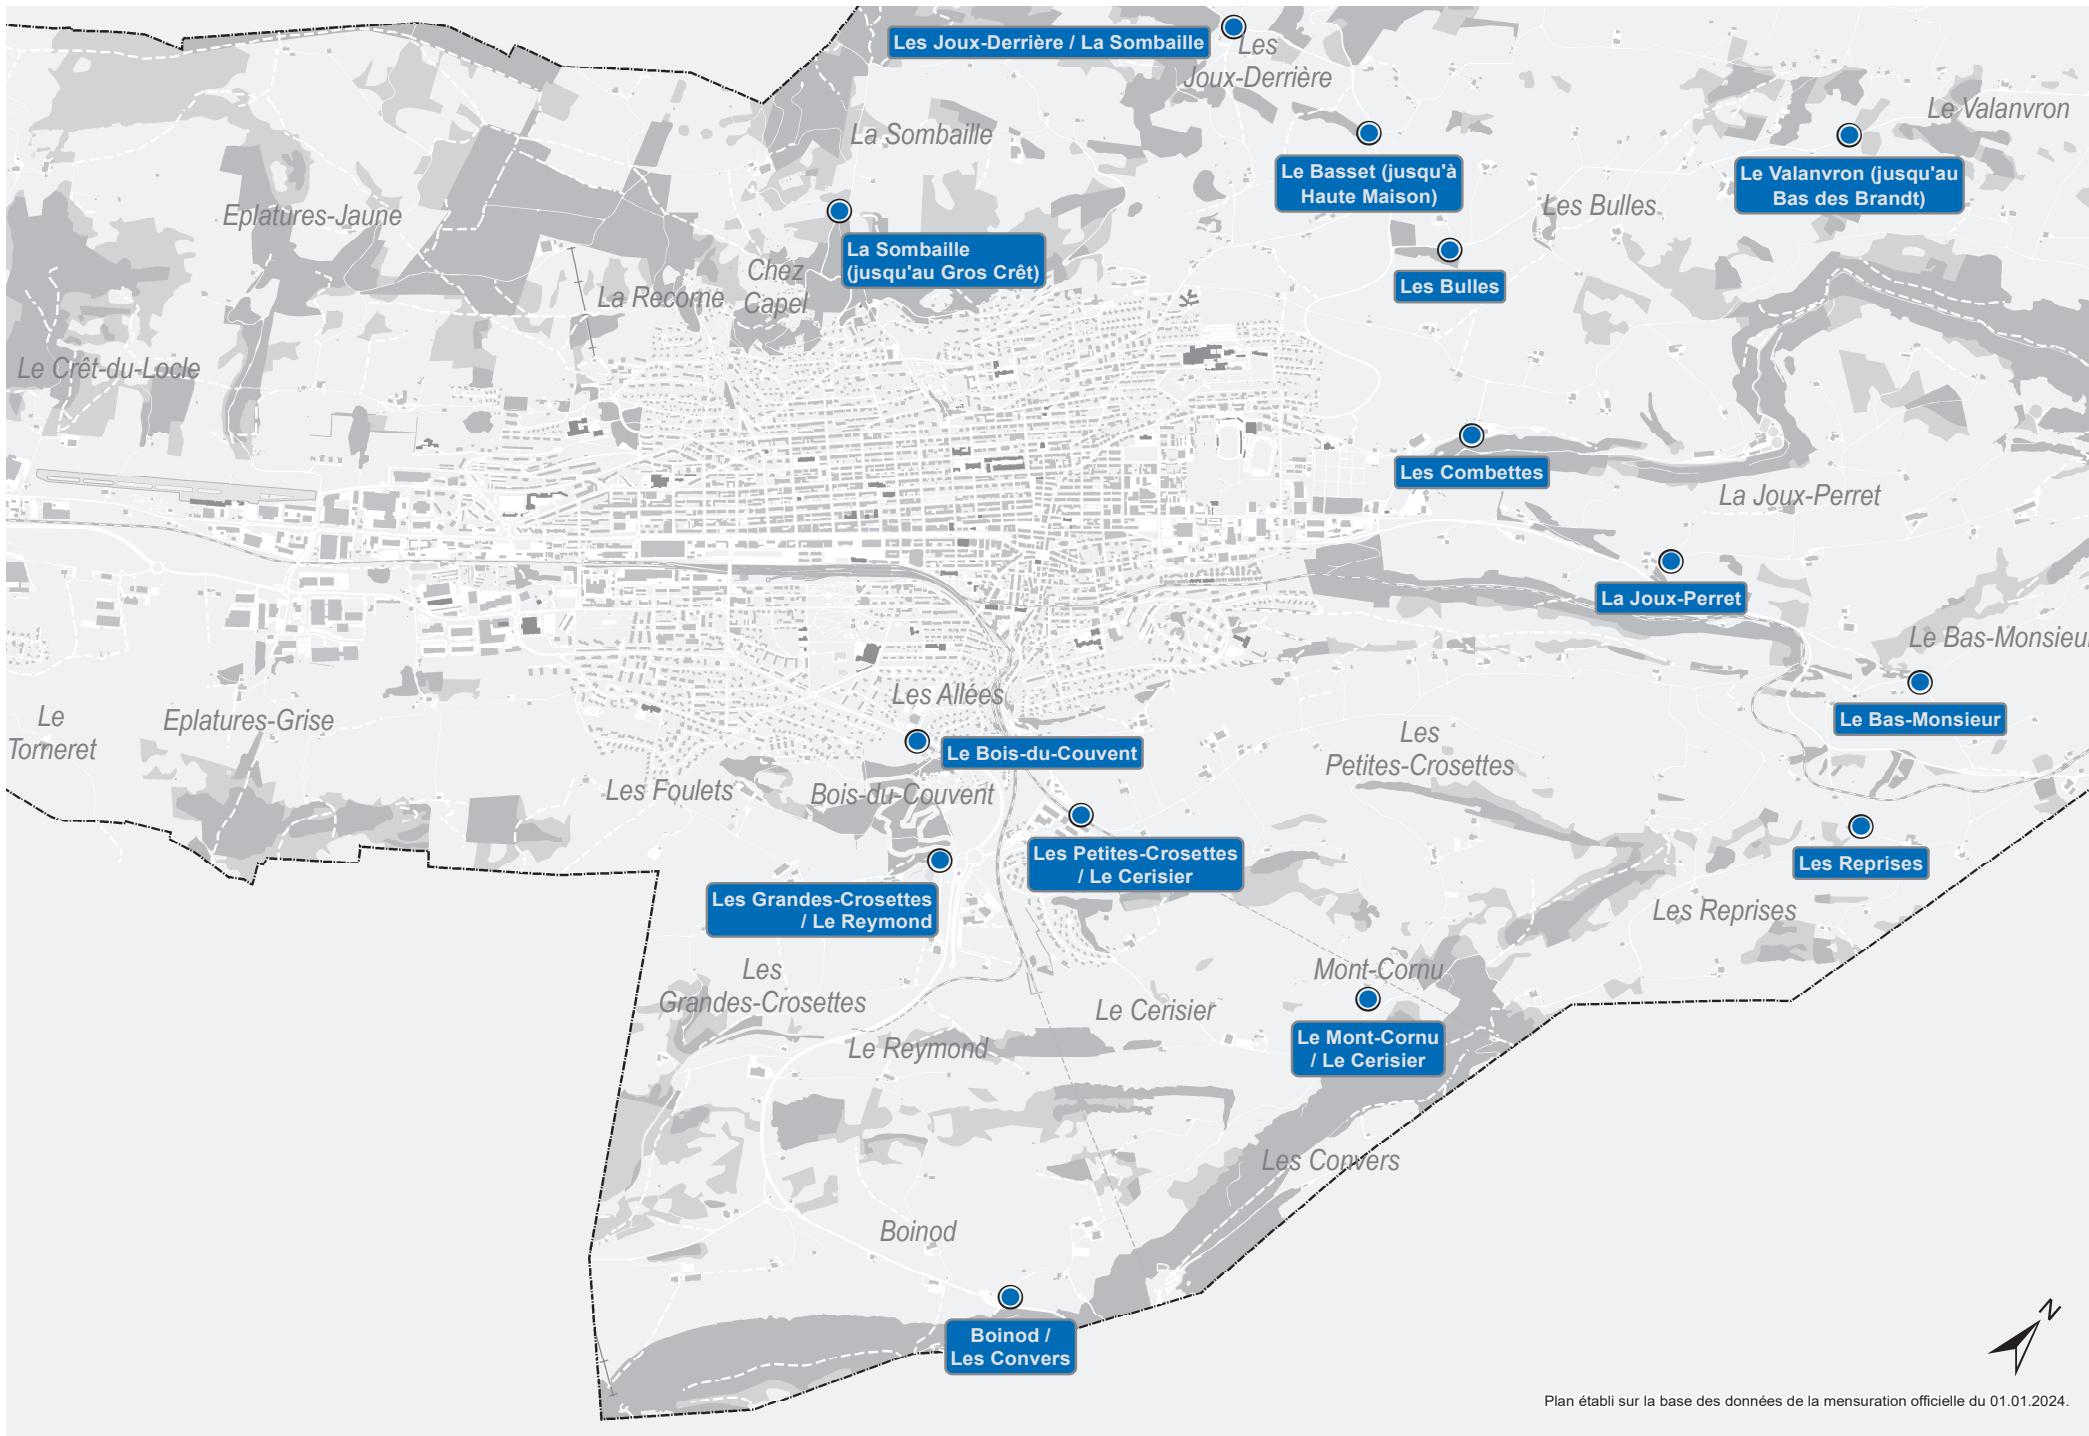 Les Joux-Derrière / La Sombaille
Les
Joux-Derrière
Le Valanvron
La Sombaille
Le Basset (jusqu'à
Haute Maison)
Le Valanvron (jusqu'au
Bas des Brandt)
Eplatures-Jaune
Les Bulles
La Sombaille
(jusqu'au Gros Crêt)
Chez
Capel
La Recorne
Les Bulles
Le Crêt-du-Locle
Les Combettes
La Joux-Perret
La Joux-Perret
Le Bas-Monsieur
Les Allées
Le
Torneret
Eplatures-Grise
Le Bas-Monsieur
Les
Petites-Crosettes
Le Bois-du-Couvent
Les Foulets
Bois-du-Couvent
Les Petites-Crosettes
/ Le Cerisier
Les Reprises
Les Grandes-Crosettes
/ Le Reymond
Les Reprises
Les
Grandes-Crosettes
Mont-Cornu
Le Cerisier
Le Mont-Cornu
/ Le Cerisier
Le Reymond
Les Convers
Boinod
Boinod /
Les Convers
N
Plan établi sur la base des données de la mensuration officielle du 01.01.2024.